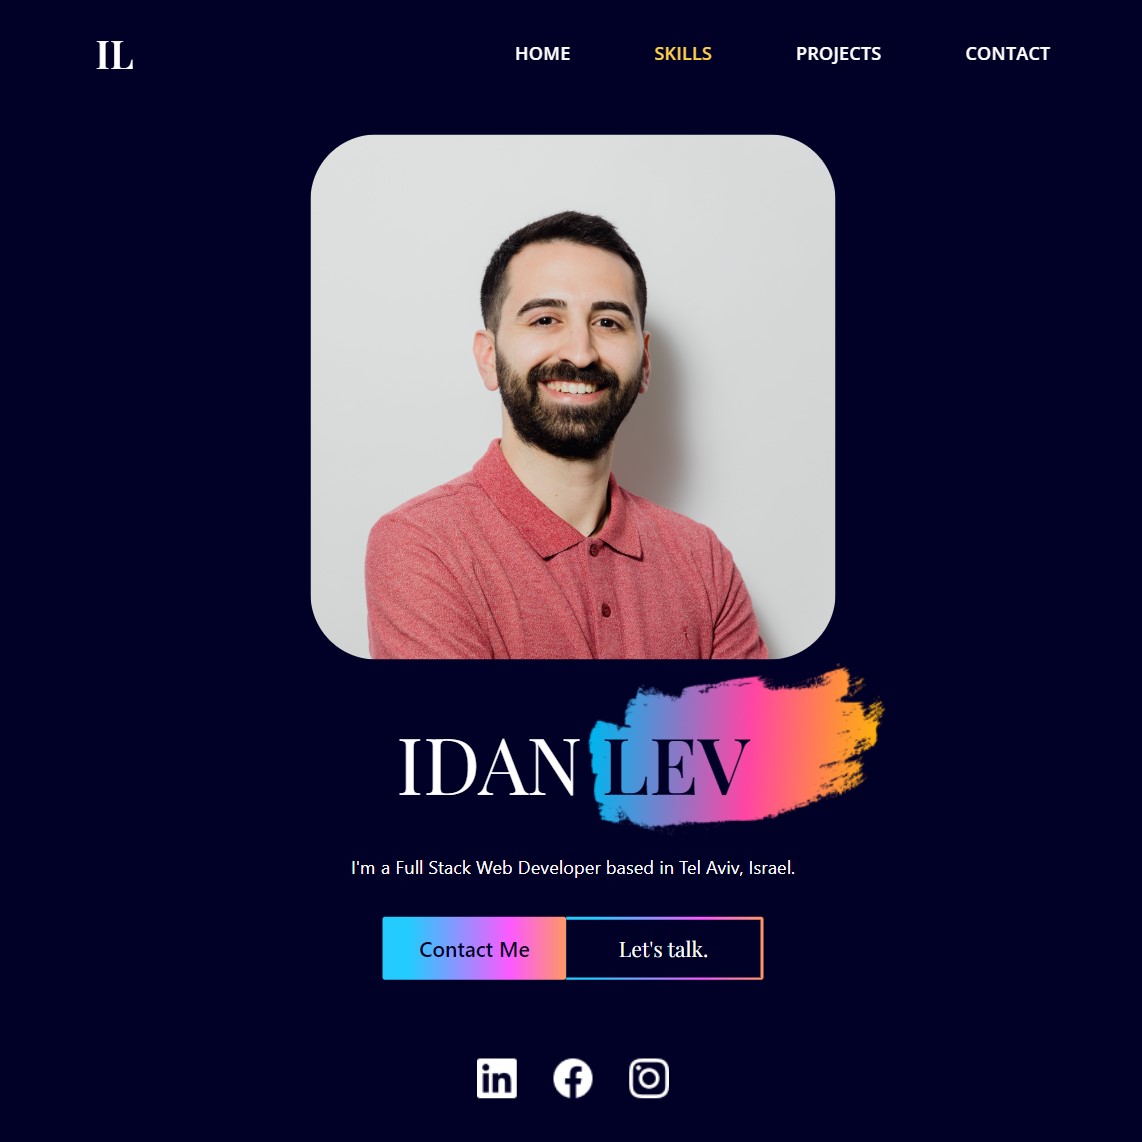 IL
HOME SKILLS PROJECTS CONTACT
IDAN LEV
I'm a Full Stack Web Developer based in Tel Aviv, Israel.
Contact Me Let's talk.
in f